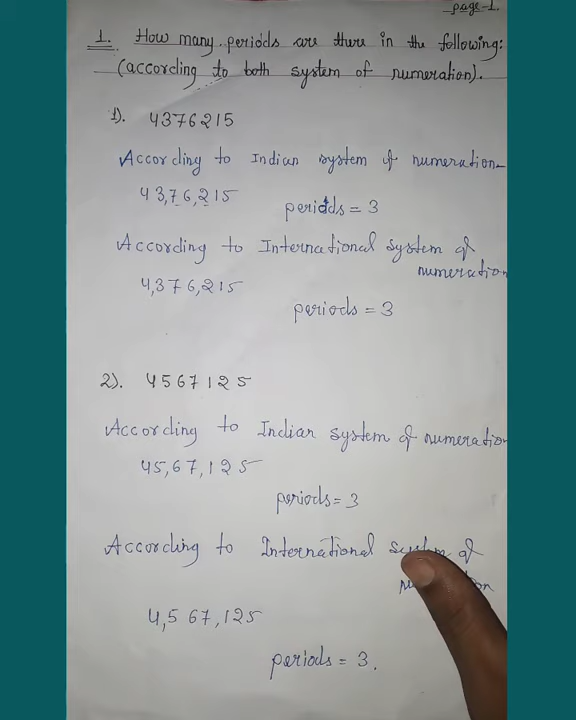 page-1.
1. How many periods are there in the following:
(according to both system of numeration).
1). 4376215
According to Indian system of numeration
43,76,215
periods = 3
According to International system of
numeration
4,376,215
periods = 3
2). 4567125
According to Indian system of numeration
45,67,125
periods = 3
According to International system of
4,567,125
periods = 3.